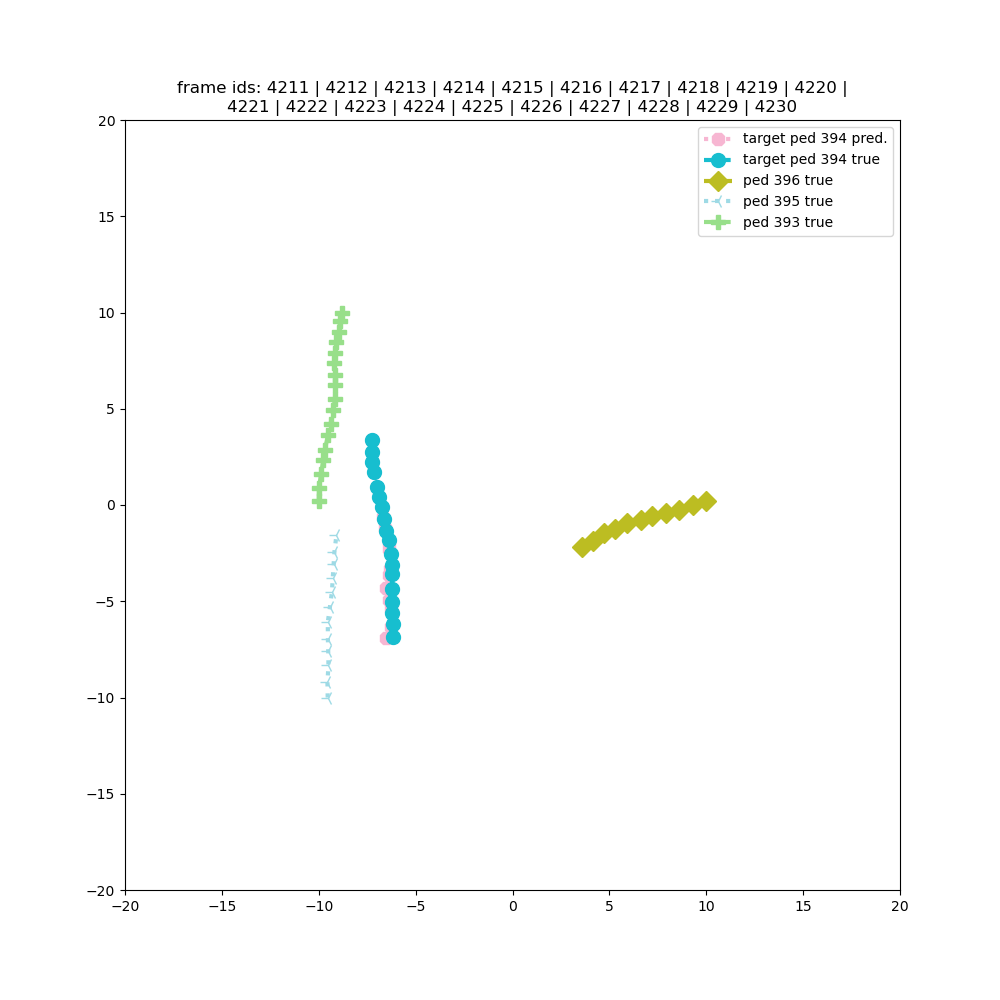 frame ids: 4211 | 4212 | 4213 | 4214 | 4215 | 4216 | 4217 | 4218 | 4219 | 4220 |
4221 | 4222 | 4223 | 4224 | 4225 | 4226 | 4227 | 4228 | 4229 | 4230
target ped 394 pred.
target ped 394 true
ped 396 true
ped 395 true
ped 393 true
20
15
10
5
0
−5
−10
−15
−20
−20 −15 −10 −5 0 5 10 15 20